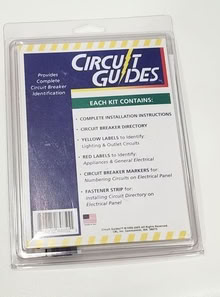 CIRCUIT
GUIDES
Provides
Complete
Circuit Breaker
Identification
EACH KIT CONTAINS:
• COMPLETE INSTALLATION INSTRUCTIONS
• CIRCUIT BREAKER DIRECTORY
• YELLOW LABELS to Identify:
Lighting & Outlet Circuits
• RED LABELS to Identify:
Appliances & General Electrical
• CIRCUIT BREAKER MARKERS for:
Numbering Circuits on Electrical Panel
• FASTENER STRIP for:
Installing Circuit Directory on
Electrical Panel